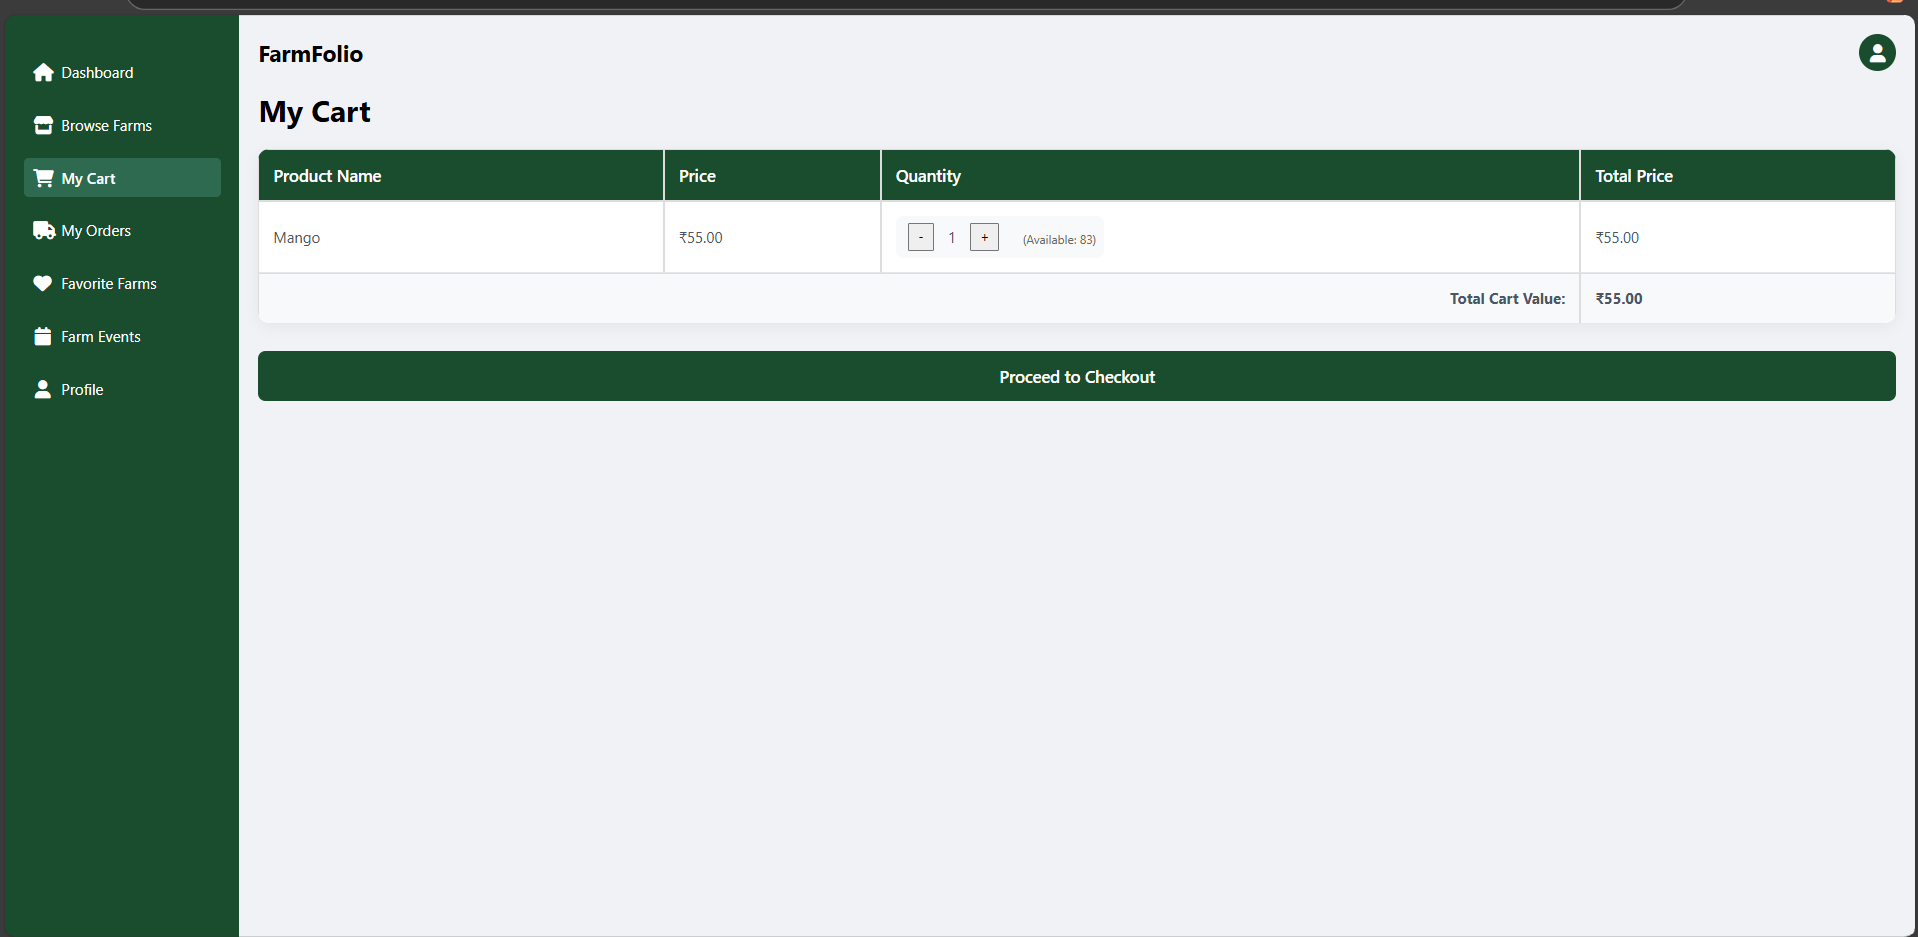 FarmFolio
Dashboard
Browse Farms
My Cart
My Orders
Favorite Farms
Farm Events
Profile
My Cart
Product Name Price Quantity Total Price
Mango ₹55.00 - 1 + (Available: 83) ₹55.00
Total Cart Value: ₹55.00
Proceed to Checkout